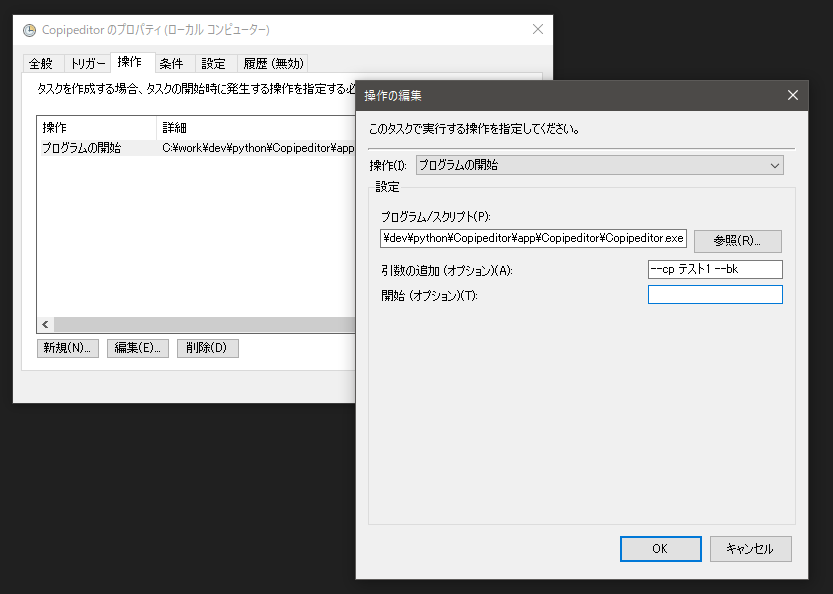 Copipeditor のプロパティ (ローカル コンピューター)
全般 トリガー 操作 条件 設定 履歴 (無効)
タスクを作成する場合、タスクの開始時に発生する操作を指定する必
操作 詳細
プログラムの開始 C:¥work¥dev¥python¥Copipeditor¥app
新規(N)... 編集(E)... 削除(D)
操作の編集
このタスクで実行する操作を指定してください。
操作(I): プログラムの開始
設定
プログラム/スクリプト(P):
¥dev¥python¥Copipeditor¥app¥Copipeditor¥Copipeditor.exe 参照(R)...
引数の追加 (オプション)(A): --cp テスト1 --bk
開始 (オプション)(T):
OK キャンセル